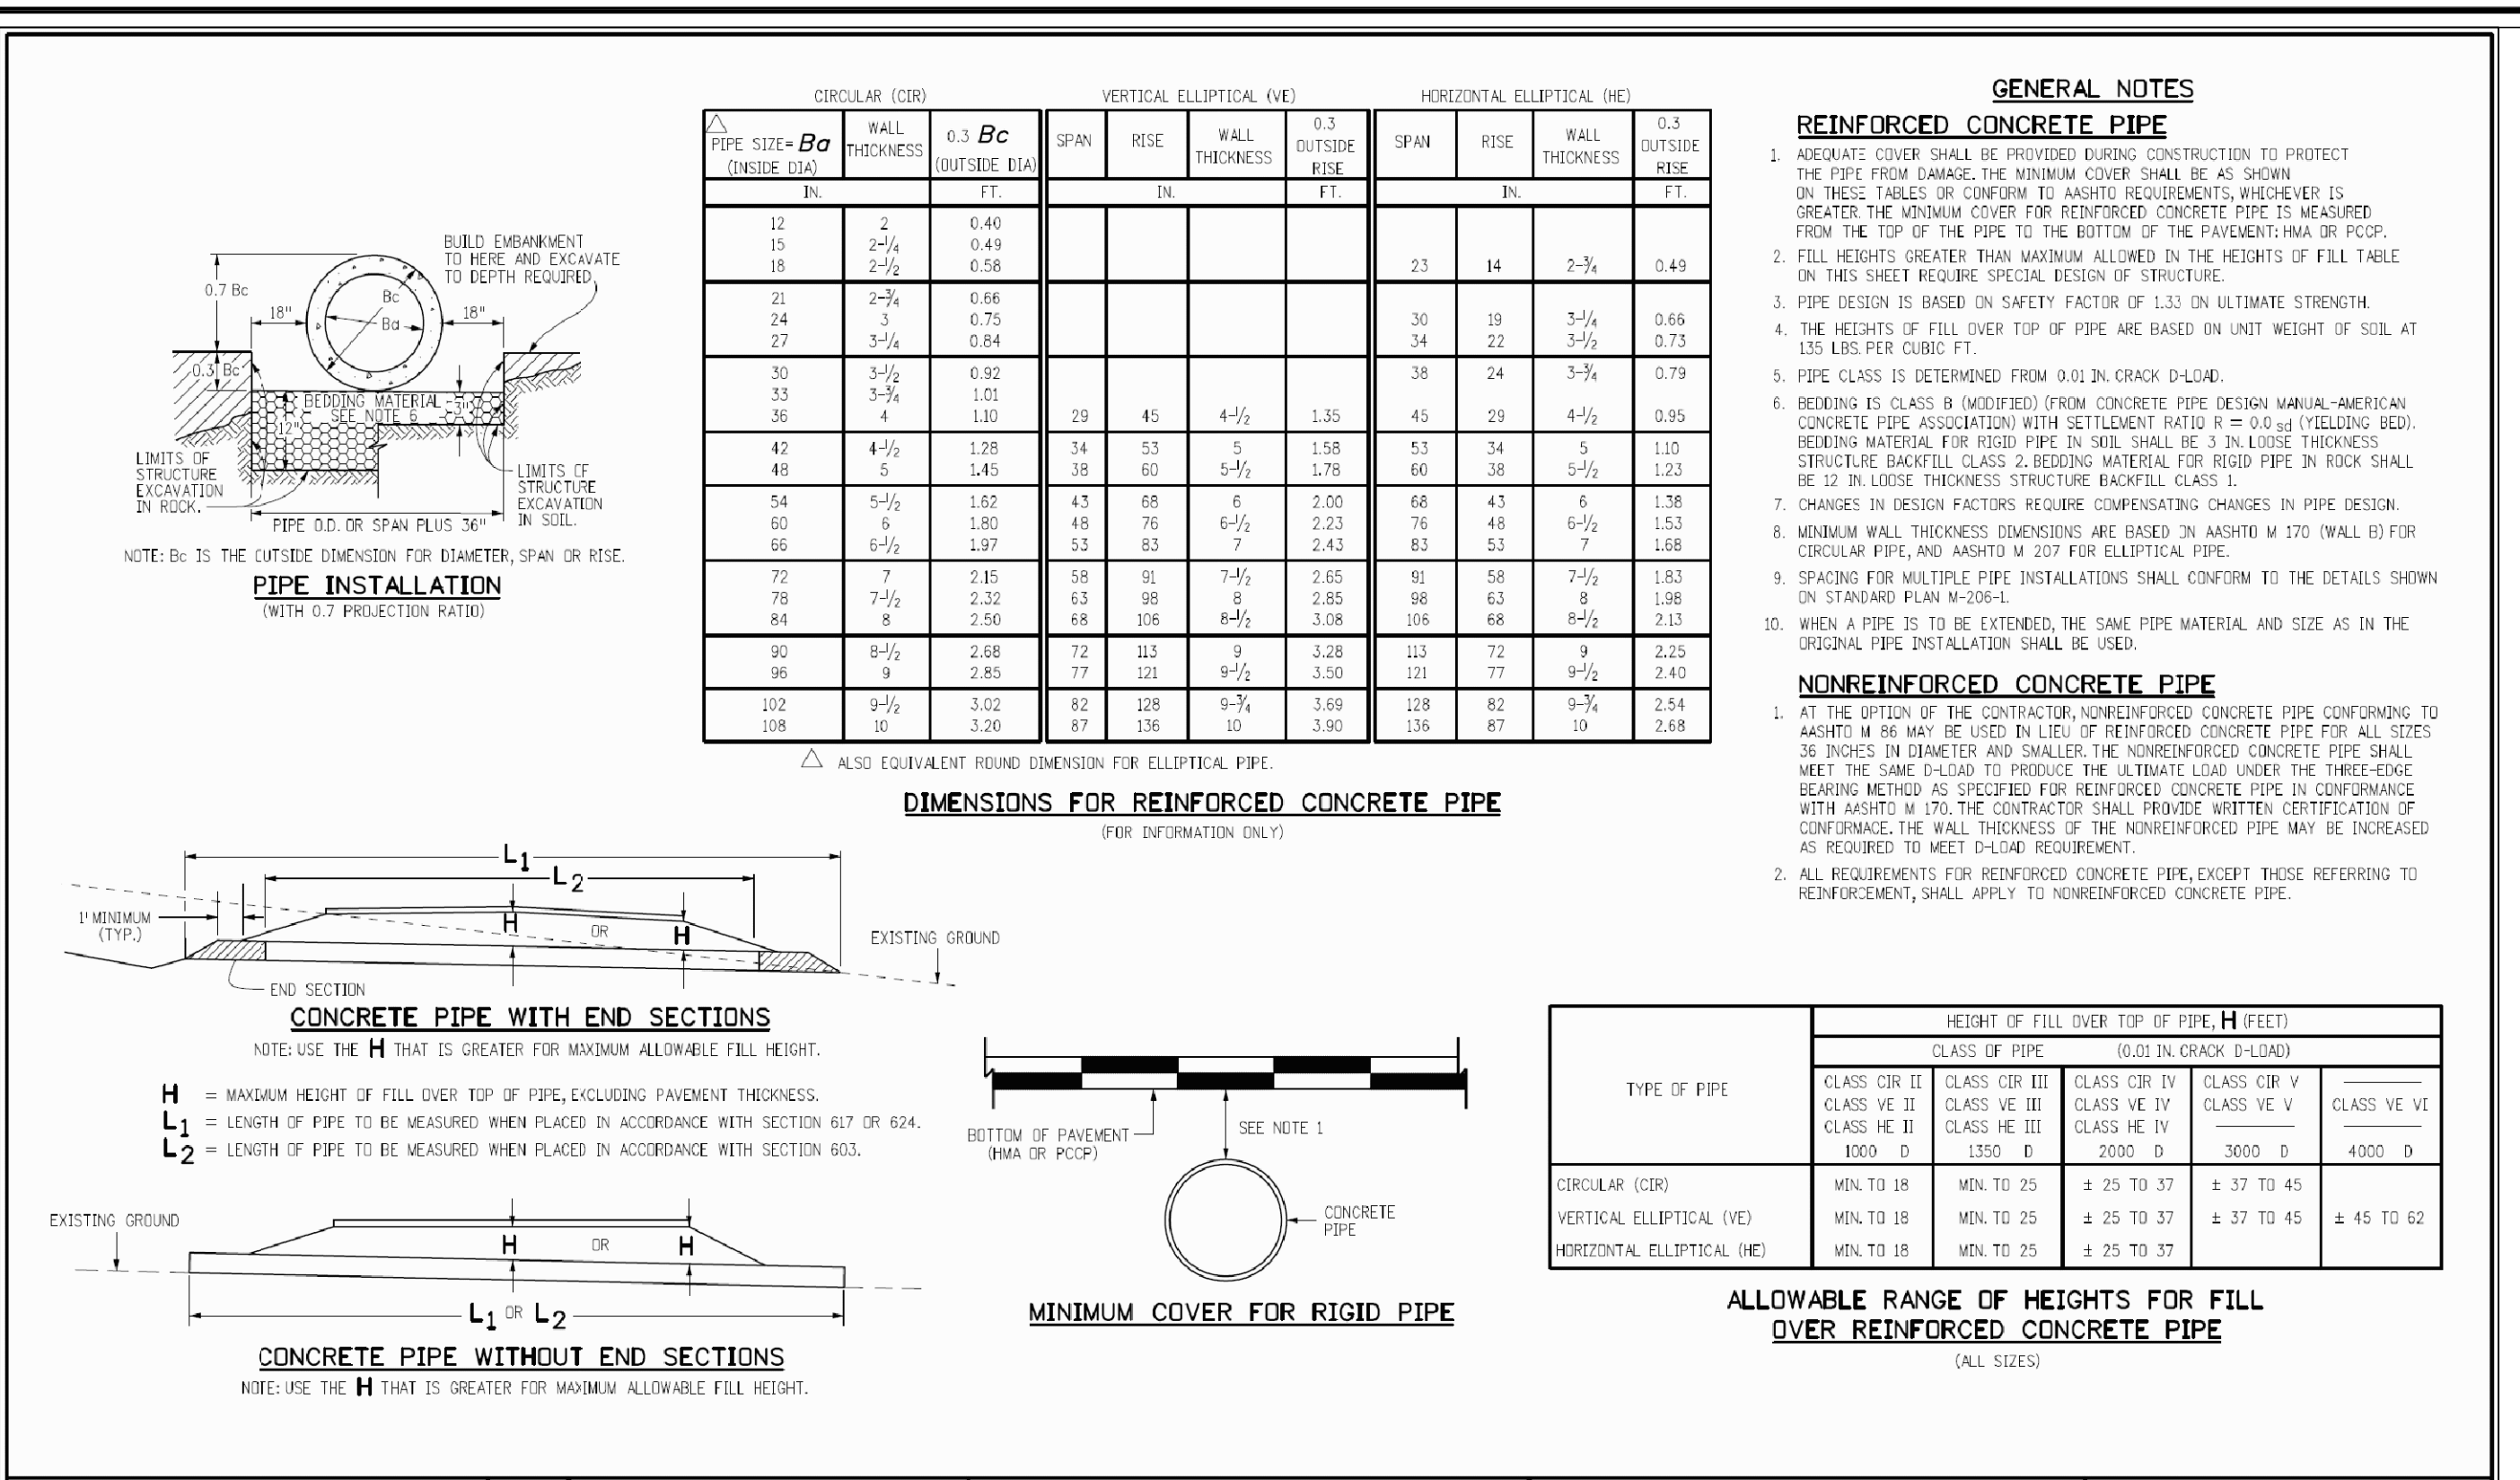 BUILD EMBANKMENT
TO HERE AND EXCAVATE
TO DEPTH REQUIRED.
0.7 Bc
18"
Bc
Ba
18"
0.3 Bc
BEDDING MATERIAL
SEE NOTE 6
3"
12"
LIMITS OF
STRUCTURE
EXCAVATION
IN ROCK.
LIMITS OF
STRUCTURE
EXCAVATION
IN SOIL.
PIPE O.D. OR SPAN PLUS 36"
NOTE: Bc IS THE OUTSIDE DIMENSION FOR DIAMETER, SPAN OR RISE.
PIPE INSTALLATION
(WITH 0.7 PROJECTION RATIO)
CIRCULAR (CIR) VERTICAL ELLIPTICAL (VE) HORIZONTAL ELLIPTICAL (HE)
PIPE SIZE= Ba (INSIDE DIA) WALL THICKNESS 0.3 Bc (OUTSIDE DIA) SPAN RISE WALL THICKNESS 0.3 OUTSIDE RISE SPAN RISE WALL THICKNESS 0.3 OUTSIDE RISE
IN. FT. IN. FT. IN. FT.
12 2 0.40
15 2-1/4 0.49
18 2-1/2 0.58 23 14 2-3/4 0.49
21 2-3/4 0.66
24 3 0.75 30 19 3-1/4 0.66
27 3-1/4 0.84 34 22 3-1/2 0.73
30 3-1/2 0.92 38 24 3-3/4 0.79
33 3-3/4 1.01
36 4 1.10 29 45 4-1/2 1.35 45 29 4-1/2 0.95
42 4-1/2 1.28 34 53 5 1.58 53 34 5 1.10
48 5 1.45 38 60 5-1/2 1.78 60 38 5-1/2 1.23
54 5-1/2 1.62 43 68 6 2.00 68 43 6 1.38
60 6 1.80 48 76 6-1/2 2.23 76 48 6-1/2 1.53
66 6-1/2 1.97 53 83 7 2.43 83 53 7 1.68
72 7 2.15 58 91 7-1/2 2.65 91 58 7-1/2 1.83
78 7-1/2 2.32 63 98 8 2.85 98 63 8 1.98
84 8 2.50 68 106 8-1/2 3.08 106 68 8-1/2 2.13
90 8-1/2 2.68 72 113 9 3.28 113 72 9 2.25
96 9 2.85 77 121 9-1/2 3.50 121 77 9-1/2 2.40
102 9-1/2 3.02 82 128 9-3/4 3.69 128 82 9-3/4 2.54
108 10 3.20 87 136 10 3.90 136 87 10 2.68
△ ALSO EQUIVALENT ROUND DIMENSION FOR ELLIPTICAL PIPE.
DIMENSIONS FOR REINFORCED CONCRETE PIPE
(FOR INFORMATION ONLY)
GENERAL NOTES
REINFORCED CONCRETE PIPE
1. ADEQUATE COVER SHALL BE PROVIDED DURING CONSTRUCTION TO PROTECT
THE PIPE FROM DAMAGE. THE MINIMUM COVER SHALL BE AS SHOWN
ON THESE TABLES OR CONFORM TO AASHTO REQUIREMENTS, WHICHEVER IS
GREATER. THE MINIMUM COVER FOR REINFORCED CONCRETE PIPE IS MEASURED
FROM THE TOP OF THE PIPE TO THE BOTTOM OF THE PAVEMENT: HMA OR PCCP.
2. FILL HEIGHTS GREATER THAN MAXIMUM ALLOWED IN THE HEIGHTS OF FILL TABLE
ON THIS SHEET REQUIRE SPECIAL DESIGN OF STRUCTURE.
3. PIPE DESIGN IS BASED ON SAFETY FACTOR OF 1.33 ON ULTIMATE STRENGTH.
4. THE HEIGHTS OF FILL OVER TOP OF PIPE ARE BASED ON UNIT WEIGHT OF SOIL AT
135 LBS. PER CUBIC FT.
5. PIPE CLASS IS DETERMINED FROM 0.01 IN. CRACK D-LOAD.
6. BEDDING IS CLASS B (MODIFIED) (FROM CONCRETE PIPE DESIGN MANUAL-AMERICAN
CONCRETE PIPE ASSOCIATION) WITH SETTLEMENT RATIO R = 0.0 sd (YIELDING BED).
BEDDING MATERIAL FOR RIGID PIPE IN SOIL SHALL BE 3 IN. LOOSE THICKNESS
STRUCTURE BACKFILL CLASS 2. BEDDING MATERIAL FOR RIGID PIPE IN ROCK SHALL
BE 12 IN. LOOSE THICKNESS STRUCTURE BACKFILL CLASS 1.
7. CHANGES IN DESIGN FACTORS REQUIRE COMPENSATING CHANGES IN PIPE DESIGN.
8. MINIMUM WALL THICKNESS DIMENSIONS ARE BASED ON AASHTO M 170 (WALL B) FOR
CIRCULAR PIPE, AND AASHTO M 207 FOR ELLIPTICAL PIPE.
9. SPACING FOR MULTIPLE PIPE INSTALLATIONS SHALL CONFORM TO THE DETAILS SHOWN
ON STANDARD PLAN M-206-1.
10. WHEN A PIPE IS TO BE EXTENDED, THE SAME PIPE MATERIAL AND SIZE AS IN THE
ORIGINAL PIPE INSTALLATION SHALL BE USED.
NONREINFORCED CONCRETE PIPE
1. AT THE OPTION OF THE CONTRACTOR, NONREINFORCED CONCRETE PIPE CONFORMING TO
AASHTO M 86 MAY BE USED IN LIEU OF REINFORCED CONCRETE PIPE FOR ALL SIZES
36 INCHES IN DIAMETER AND SMALLER. THE NONREINFORCED CONCRETE PIPE SHALL
MEET THE SAME D-LOAD TO PRODUCE THE ULTIMATE LOAD UNDER THE THREE-EDGE
BEARING METHOD AS SPECIFIED FOR REINFORCED CONCRETE PIPE IN CONFORMANCE
WITH AASHTO M 170. THE CONTRACTOR SHALL PROVIDE WRITTEN CERTIFICATION OF
CONFORMACE. THE WALL THICKNESS OF THE NONREINFORCED PIPE MAY BE INCREASED
AS REQUIRED TO MEET D-LOAD REQUIREMENT.
2. ALL REQUIREMENTS FOR REINFORCED CONCRETE PIPE, EXCEPT THOSE REFERRING TO
REINFORCEMENT, SHALL APPLY TO NONREINFORCED CONCRETE PIPE.
L1
L2
1' MINIMUM
(TYP.)
H OR H
EXISTING GROUND
END SECTION
CONCRETE PIPE WITH END SECTIONS
NOTE: USE THE H THAT IS GREATER FOR MAXIMUM ALLOWABLE FILL HEIGHT.
H = MAXIMUM HEIGHT OF FILL OVER TOP OF PIPE, EXCLUDING PAVEMENT THICKNESS.
L1 = LENGTH OF PIPE TO BE MEASURED WHEN PLACED IN ACCORDANCE WITH SECTION 617 OR 624.
L2 = LENGTH OF PIPE TO BE MEASURED WHEN PLACED IN ACCORDANCE WITH SECTION 603.
EXISTING GROUND
H OR H
L1 OR L2
CONCRETE PIPE WITHOUT END SECTIONS
NOTE: USE THE H THAT IS GREATER FOR MAXIMUM ALLOWABLE FILL HEIGHT.
BOTTOM OF PAVEMENT
(HMA OR PCCP)
SEE NOTE 1
CONCRETE
PIPE
MINIMUM COVER FOR RIGID PIPE
TYPE OF PIPE
HEIGHT OF FILL OVER TOP OF PIPE, H (FEET)
CLASS OF PIPE (0.01 IN. CRACK D-LOAD)
CLASS CIR II CLASS CIR III CLASS CIR IV CLASS CIR V
CLASS VE II CLASS VE III CLASS VE IV CLASS VE V CLASS VE VI
CLASS HE II CLASS HE III CLASS HE IV
1000 D 1350 D 2000 D 3000 D 4000 D
CIRCULAR (CIR) MIN. TO 18 MIN. TO 25 ± 25 TO 37 ± 37 TO 45
VERTICAL ELLIPTICAL (VE) MIN. TO 18 MIN. TO 25 ± 25 TO 37 ± 37 TO 45 ± 45 TO 62
HORIZONTAL ELLIPTICAL (HE) MIN. TO 18 MIN. TO 25 ± 25 TO 37
ALLOWABLE RANGE OF HEIGHTS FOR FILL
OVER REINFORCED CONCRETE PIPE
(ALL SIZES)